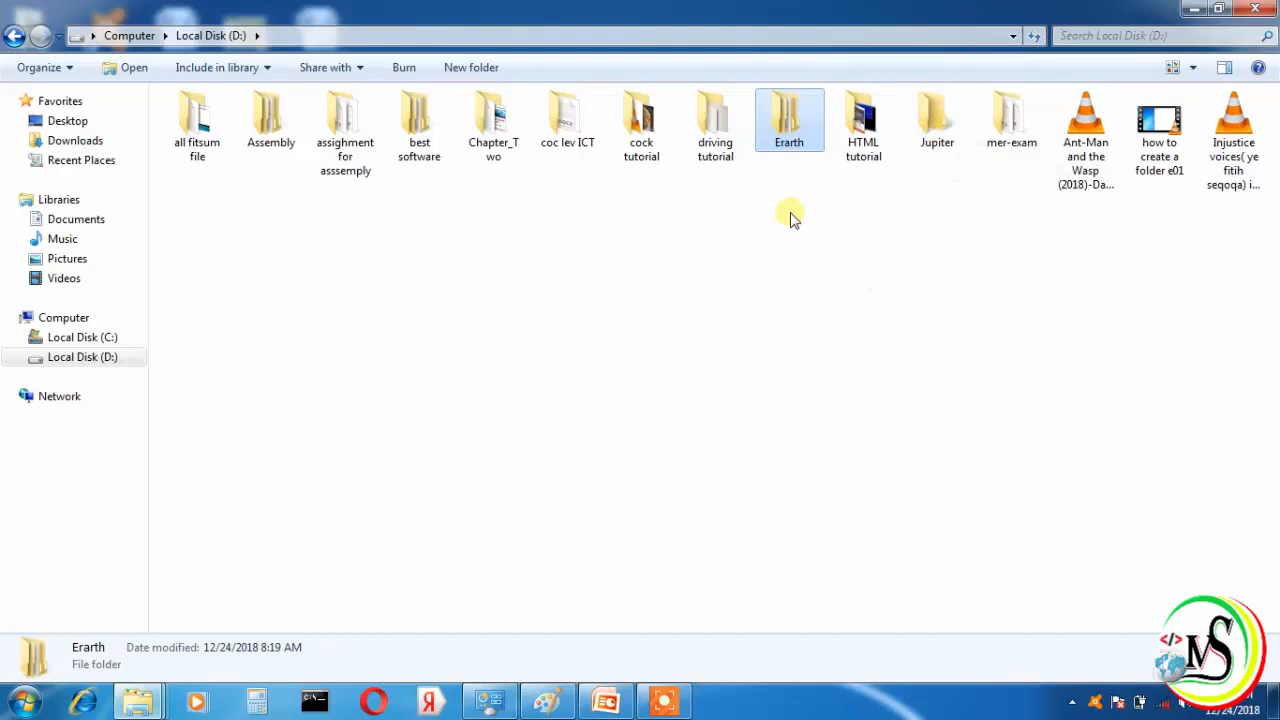 Computer Local Disk (D:)
Search Local Disk (D:)
Organize Open Include in library Share with Burn New folder
Favorites
Desktop
Downloads
Recent Places
Libraries
Documents
Music
Pictures
Videos
Computer
Local Disk (C:)
Local Disk (D:)
Network
all fitsum
file
Assembly
assighment
for
asssemply
best
software
Chapter_T
wo
coc lev ICT
cock
tutorial
driving
tutorial
Erarth
HTML
tutorial
Jupiter
mer-exam
Ant-Man
and the
Wasp
(2018)-Da...
how to
create a
folder e01
Injustice
voices( ye
fitih
seqoqa) i...
Erarth Date modified: 12/24/2018 8:19 AM
File folder
</> MS
12/24/2018